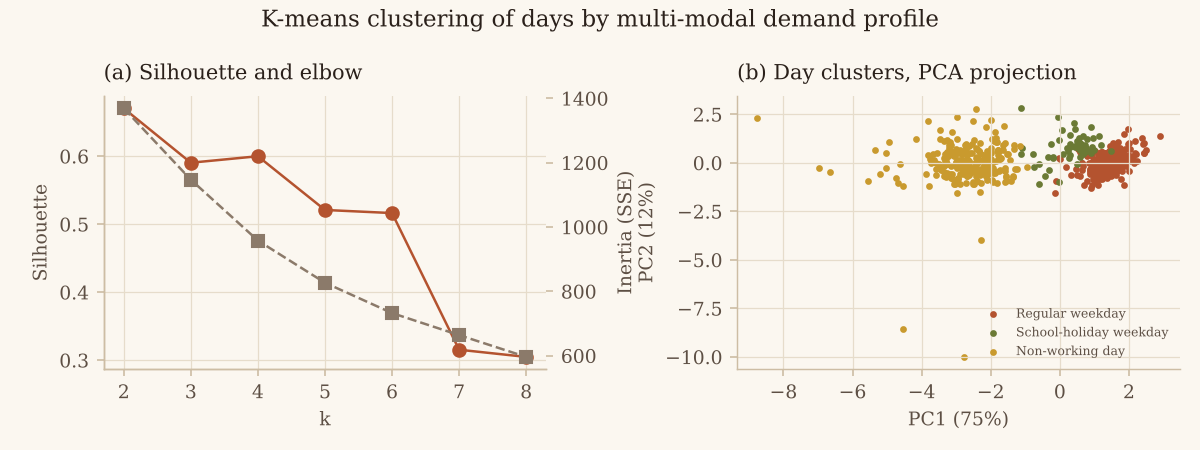 K-means clustering of days by multi-modal demand profile
(a) Silhouette and elbow
Silhouette
0.6
0.5
0.4
0.3
2 3 4 5 6 7 8
k
1400
1200
1000
800
600
Inertia (SSE)
(b) Day clusters, PCA projection
PC2 (12%)
2.5
0.0
−2.5
−5.0
−7.5
−10.0
Regular weekday
School-holiday weekday
Non-working day
−8 −6 −4 −2 0 2
PC1 (75%)